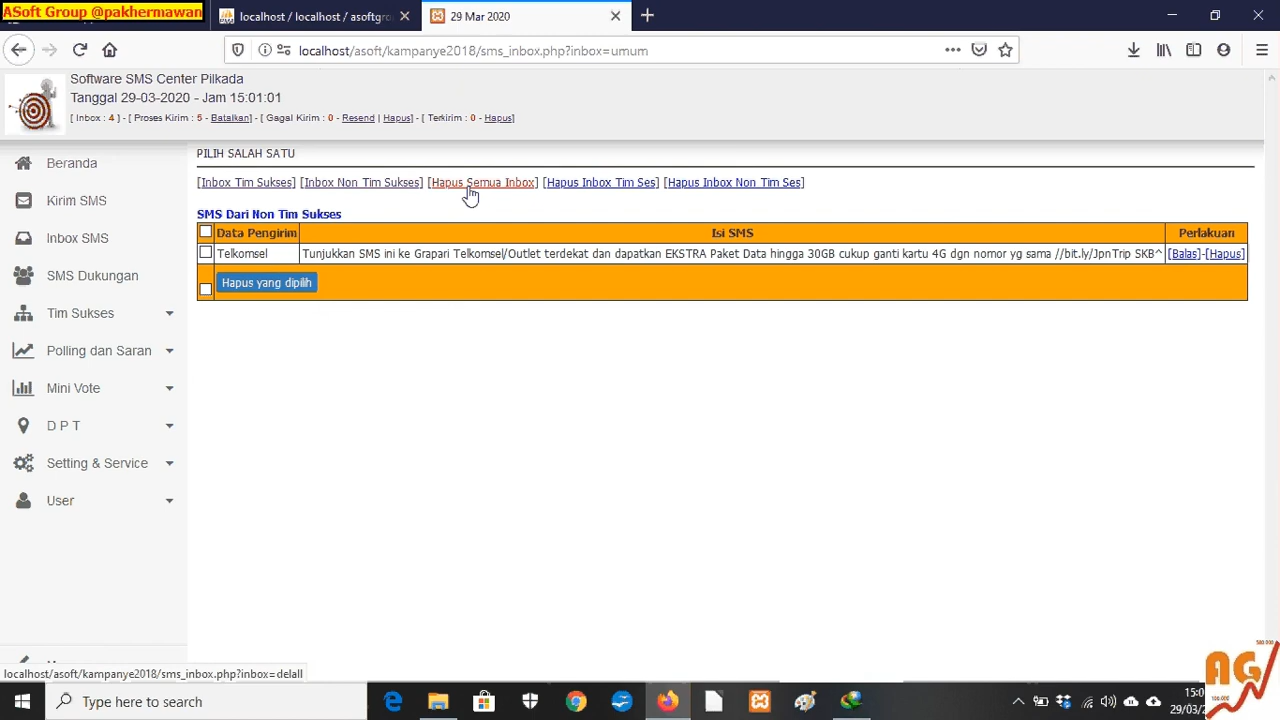 ASoft Group @pakhermawan
localhost / localhost / asoftgr
29 Mar 2020
localhost/asoft/kampanye2018/sms_inbox.php?inbox=umum
Software SMS Center Pilkada
Tanggal 29-03-2020 - Jam 15:01:01
[ Inbox : 4 ] - [ Proses Kirim : 5 - Batalkan] - [ Gagal Kirim : 0 - Resend | Hapus] - [ Terkirim : 0 - Hapus]
PILIH SALAH SATU
[Inbox Tim Sukses] [Inbox Non Tim Sukses] [Hapus Semua Inbox] [Hapus Inbox Tim Ses] [Hapus Inbox Non Tim Ses]
SMS Dari Non Tim Sukses
Data Pengirim Isi SMS Perlakuan
Telkomsel Tunjukkan SMS ini ke Grapari Telkomsel/Outlet terdekat dan dapatkan EKSTRA Paket Data hingga 30GB cukup ganti kartu 4G dgn nomor yg sama //bit.ly/JpnTrip SKB^ [Balas]-[Hapus]
Hapus yang dipilih
Beranda
Kirim SMS
Inbox SMS
SMS Dukungan
Tim Sukses
Polling dan Saran
Mini Vote
D P T
Setting & Service
User
localhost/asoft/kampanye2018/sms_inbox.php?inbox=delall
Type here to search
15:0
29/03/2
500.000
AG
100.000